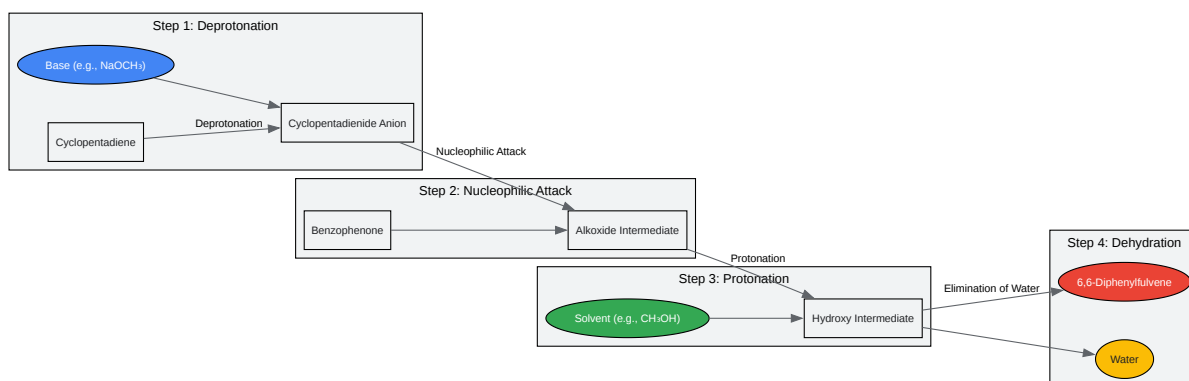 Step 1: Deprotonation
Base (e.g., NaOCH₃)
Cyclopentadiene
Deprotonation
Cyclopentadienide Anion
Nucleophilic Attack
Step 2: Nucleophilic Attack
Benzophenone
Alkoxide Intermediate
Protonation
Step 3: Protonation
Solvent (e.g., CH₃OH)
Hydroxy Intermediate
Elimination of Water
Step 4: Dehydration
6,6-Diphenylfulvene
Water